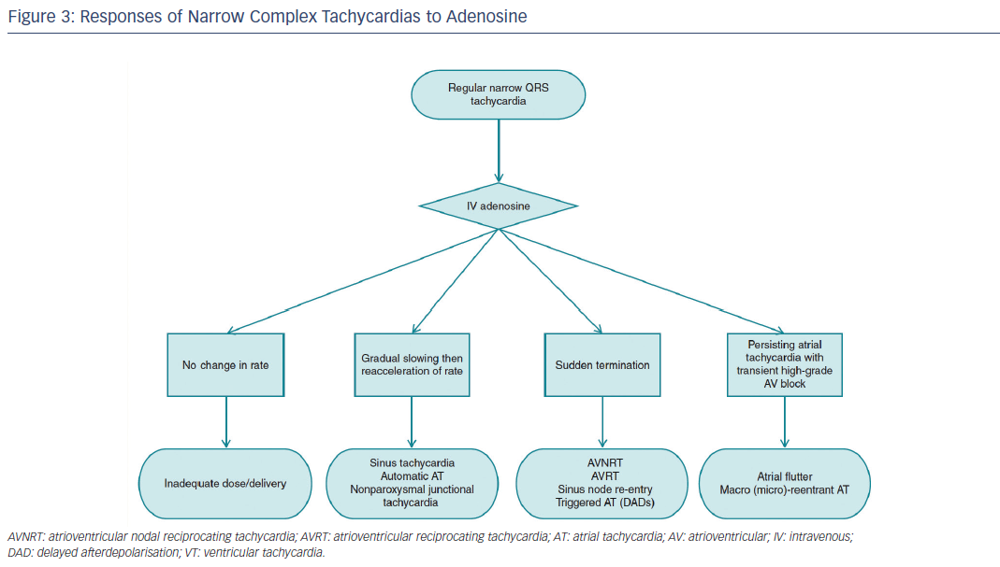 Figure 3: Responses of Narrow Complex Tachycardias to Adenosine
Regular narrow QRS
tachycardia
IV adenosine
No change in rate
Gradual slowing then
reacceleration of rate
Sudden termination
Persisting atrial
tachycardia with
transient high-grade
AV block
Inadequate dose/delivery
Sinus tachycardia
Automatic AT
Nonparoxysmal junctional
tachycardia
AVNRT
AVRT
Sinus node re-entry
Triggered AT (DADs)
Atrial flutter
Macro (micro)-reentrant AT
AVNRT: atrioventricular nodal reciprocating tachycardia; AVRT: atrioventricular reciprocating tachycardia; AT: atrial tachycardia; AV: atrioventricular; IV: intravenous;
DAD: delayed afterdepolarisation; VT: ventricular tachycardia.